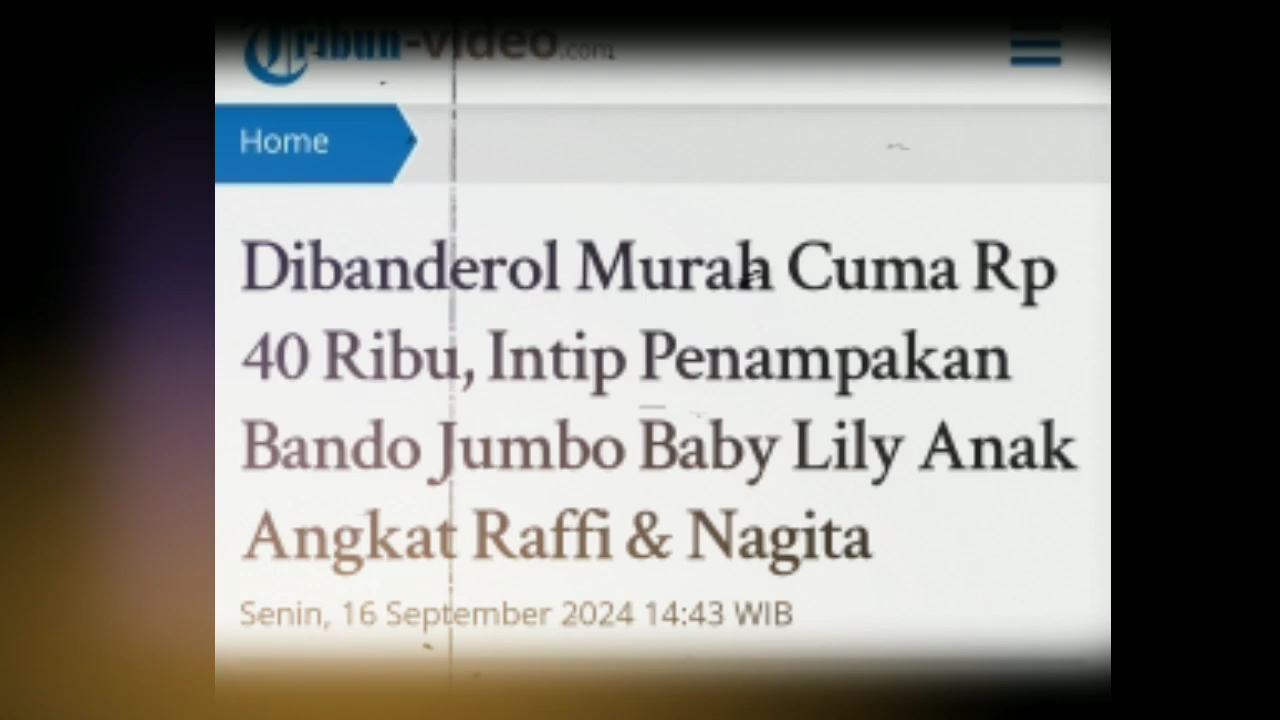 Tribun-video.com
Home
Dibanderol Murah Cuma Rp
40 Ribu, Intip Penampakan
Bando Jumbo Baby Lily Anak
Angkat Raffi & Nagita
Senin, 16 September 2024 14:43 WIB